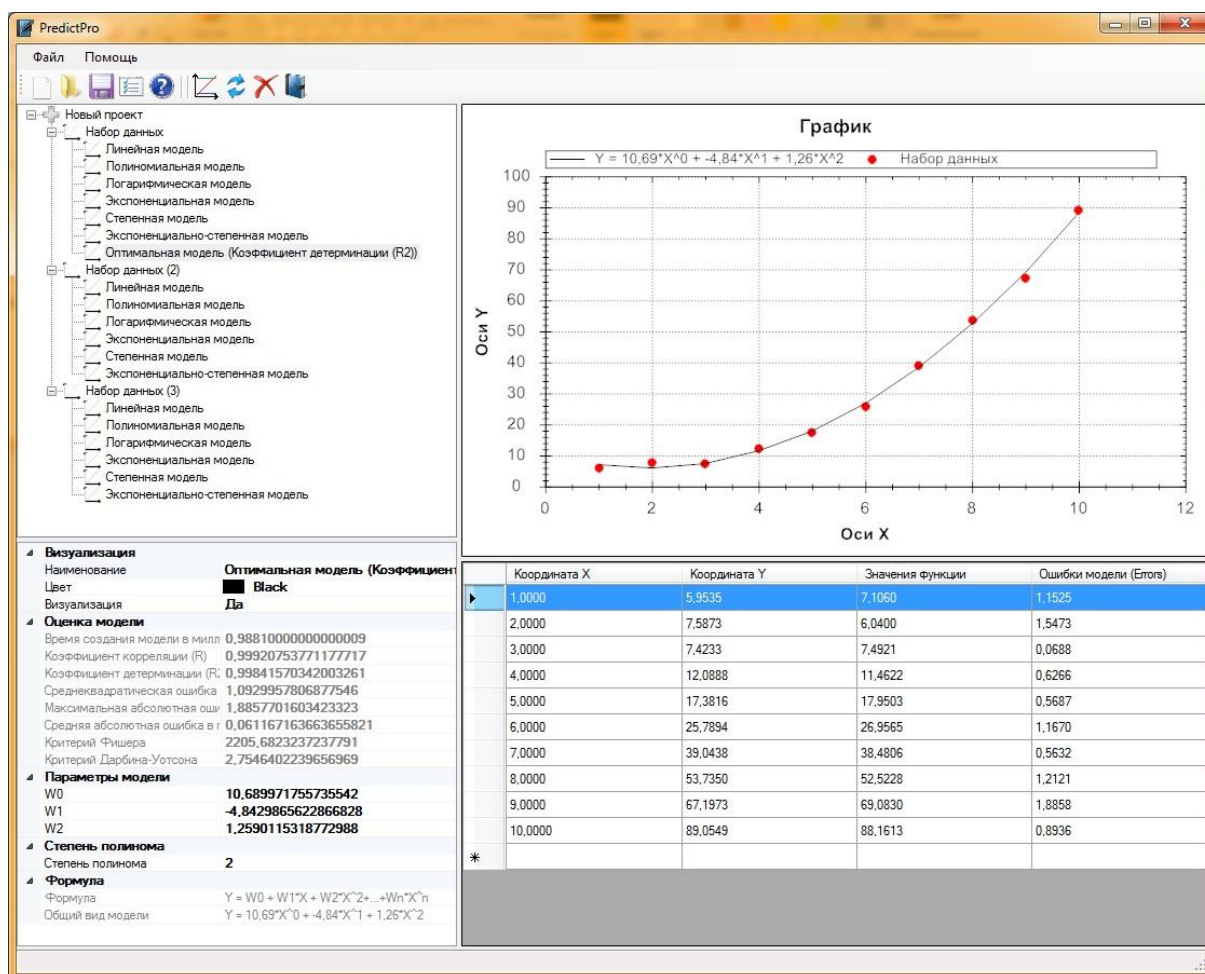 PredictPro
Файл Помощь
Новый проект
Набор данных
Линейная модель
Полиномиальная модель
Логарифмическая модель
Экспоненциальная модель
Степенная модель
Экспоненциально-степенная модель
Оптимальная модель (Коэффициент детерминации (R2))
Набор данных (2)
Линейная модель
Полиномиальная модель
Логарифмическая модель
Экспоненциальная модель
Степенная модель
Экспоненциально-степенная модель
Набор данных (3)
Линейная модель
Полиномиальная модель
Логарифмическая модель
Экспоненциальная модель
Степенная модель
Экспоненциально-степенная модель
График
Y = 10,69*X^0 + -4,84*X^1 + 1,26*X^2 Набор данных
100
90
80
70
60
50
40
30
20
10
0
Оси Y
0 2 4 6 8 10 12
Оси X
Визуализация
Наименование Оптимальная модель (Коэффициент
Цвет Black
Визуализация Да
Оценка модели
Время создания модели в милл 0,98810000000000009
Коэффициент корреляции (R) 0,99920753771177717
Коэффициент детерминации (R2 0,99841570342003261
Среднеквадратическая ошибка 1,0929957806877546
Максимальная абсолютная оши 1,8857701603423323
Средняя абсолютная ошибка в г 0,061167163663655821
Критерий Фишера 2205,6823237237791
Критерий Дарбина-Уотсона 2,7546402239656969
Параметры модели
W0 10,689971755735542
W1 -4,8429865622866828
W2 1,2590115318772988
Степень полинома
Степень полинома 2
Формула
Формула Y = W0 + W1*X + W2*X^2+...+Wn*X^n
Общий вид модели Y = 10,69*X^0 + -4,84*X^1 + 1,26*X^2
Координата X Координата Y Значения функции Ошибки модели (Errors)
1,0000 5,9535 7,1060 1,1525
2,0000 7,5873 6,0400 1,5473
3,0000 7,4233 7,4921 0,0688
4,0000 12,0888 11,4622 0,6266
5,0000 17,3816 17,9503 0,5687
6,0000 25,7894 26,9565 1,1670
7,0000 39,0438 38,4806 0,5632
8,0000 53,7350 52,5228 1,2121
9,0000 67,1973 69,0830 1,8858
10,0000 89,0549 88,1613 0,8936